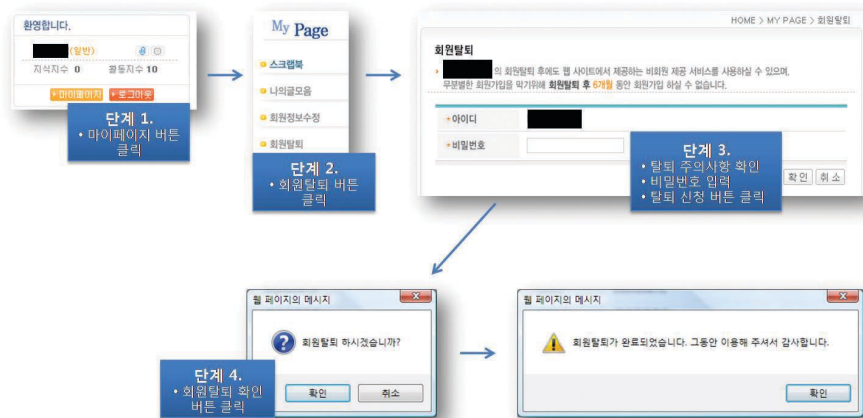 환영합니다.
(일반)
지식지수 0 활동지수 10
마이페이지 로그아웃
단계 1.
• 마이페이지 버튼
클릭
My Page
스크랩북
나의글모음
회원정보수정
회원탈퇴
단계 2.
• 회원탈퇴 버튼
클릭
HOME > MY PAGE > 회원탈퇴
회원탈퇴
의 회원탈퇴 후에도 웹 사이트에서 제공하는 비회원 제공 서비스를 사용하실 수 있으며,
무분별한 회원가입을 막기위해 회원탈퇴 후 6개월 동안 회원가입 하실 수 없습니다.
아이디
비밀번호
단계 3.
• 탈퇴 주의사항 확인
• 비밀번호 입력
• 탈퇴 신청 버튼 클릭
확인 취소
웹 페이지의 메시지
회원탈퇴 하시겠습니까?
확인 취소
단계 4.
• 회원탈퇴 확인
버튼 클릭
웹 페이지의 메시지
회원탈퇴가 완료되었습니다. 그동안 이용해 주셔서 감사합니다.
확인